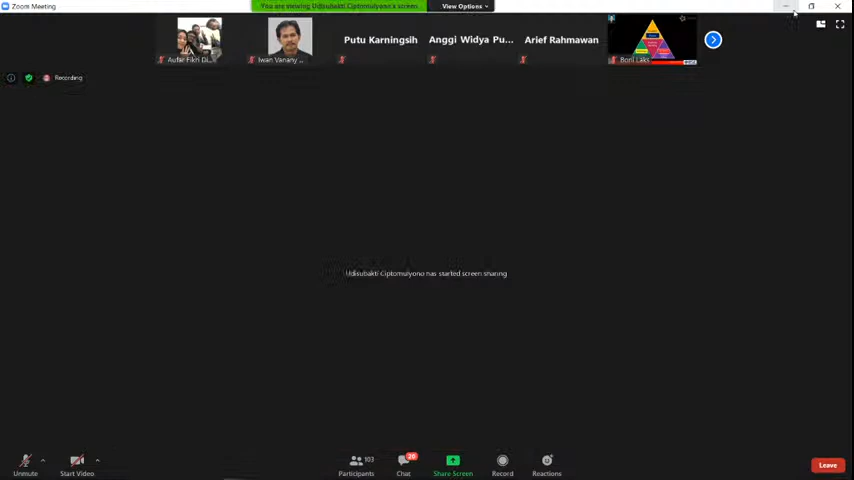 Zoom Meeting
You are viewing Udisubakti Ciptomulyono's screen
View Options
Aufar Fikri Di...
Iwan Vanany ..
Putu Karningsih
Anggi Widya Pu...
Arief Rahmawan
Boni Laks
Recording
Udisubakti Ciptomulyono has started screen sharing
Unmute
Start Video
103
Participants
20
Chat
Share Screen
Record
Reactions
Leave